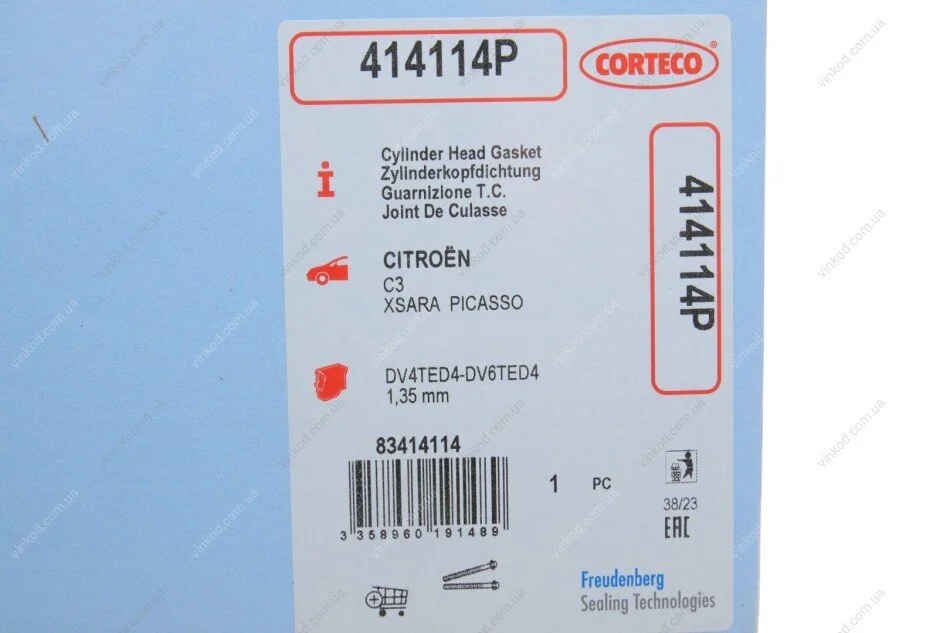 414114P
CORTECO®
Cylinder Head Gasket
Zylinderkopfdichtung
Guarnizione T.C.
Joint De Culasse
414114P
CITROËN
C3
XSARA PICASSO
DV4TED4-DV6TED4
1,35 mm
83414114
3 358960 191489
1 PC
38/23
EAC
Freudenberg
Sealing Technologies
vinkod.com.ua